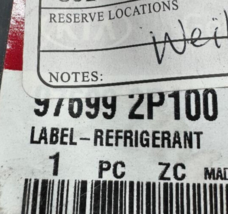 RESERVE LOCATIONS
NOTES:
97699 2P100
LABEL-REFRIGERANT
1 PC ZC